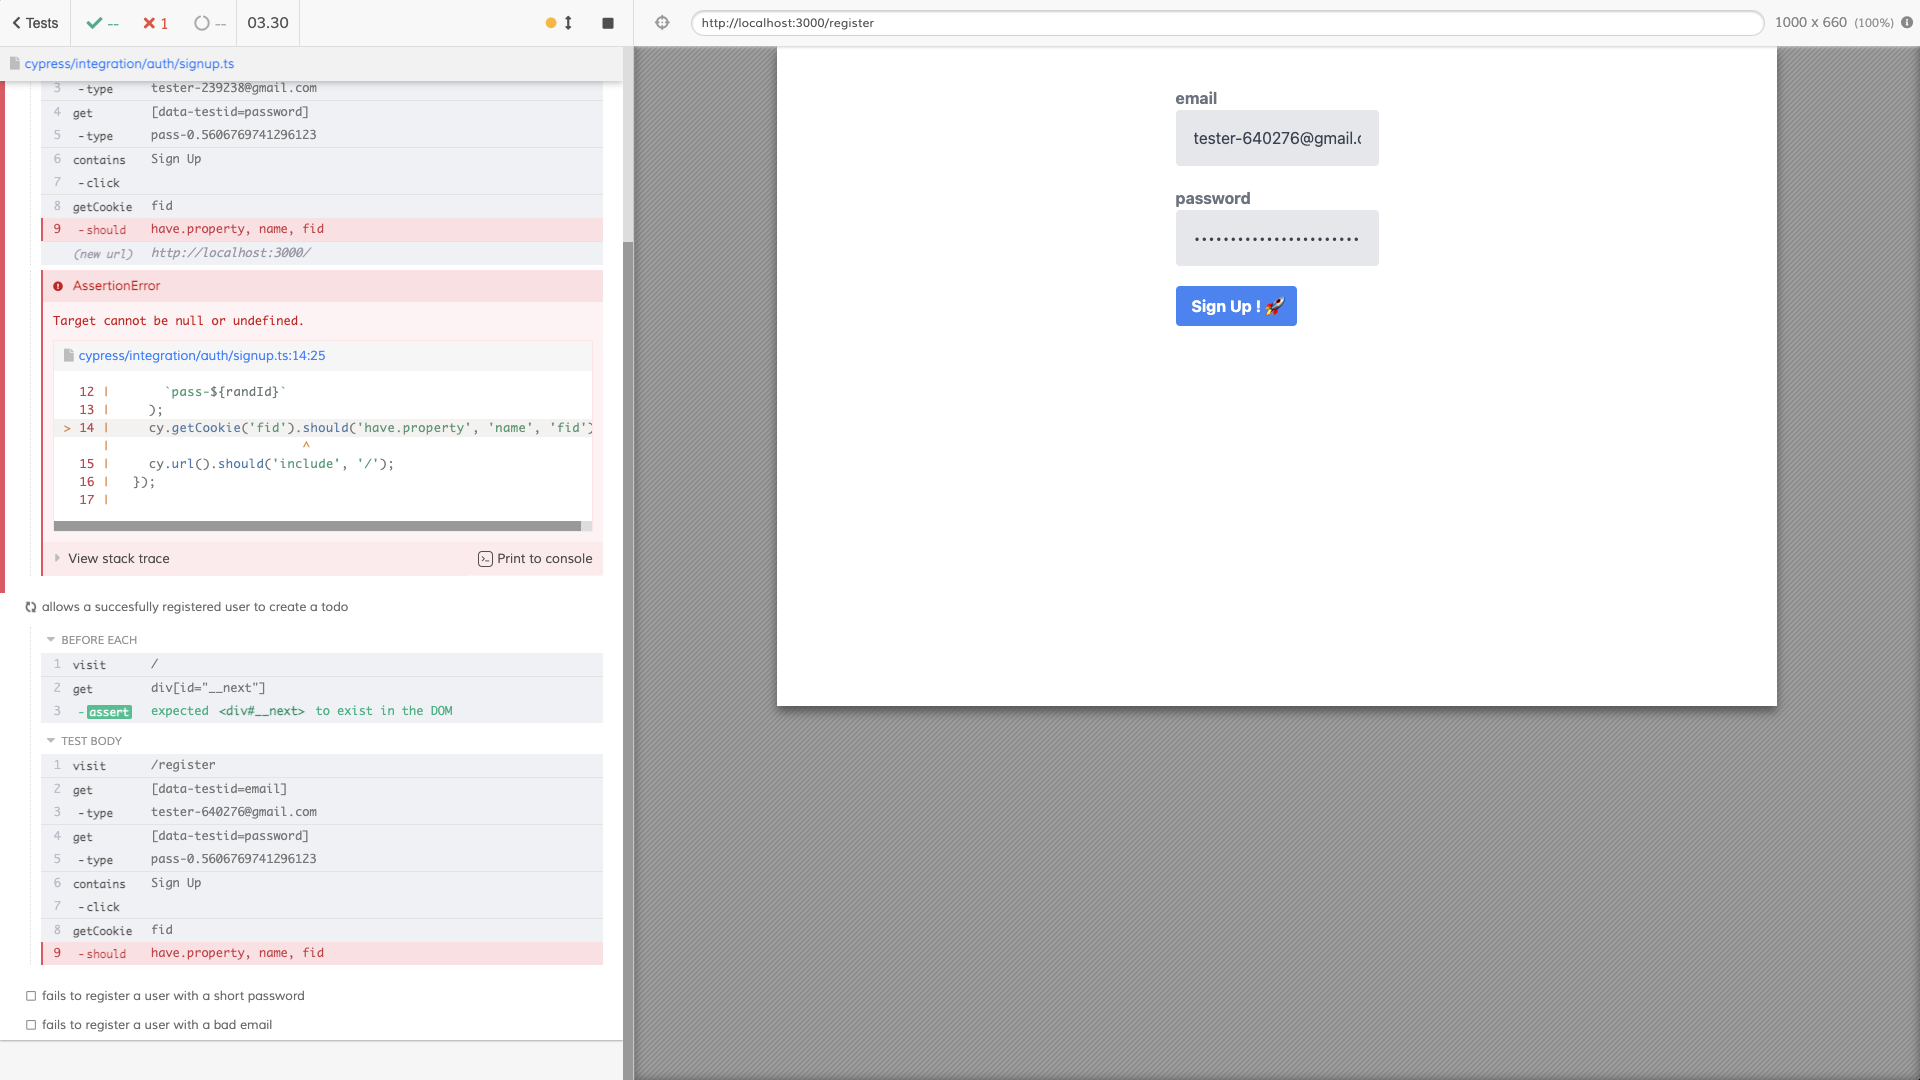 Tests
--
1
--
03.30
cypress/integration/auth/signup.ts
3 -type tester-239238@gmail.com
4 get [data-testid=password]
5 -type pass-0.5606769741296123
6 contains Sign Up
7 -click
8 getCookie fid
9 -should have.property, name, fid
(new url) http://localhost:3000/
AssertionError
Target cannot be null or undefined.
cypress/integration/auth/signup.ts:14:25
12 | `pass-${randId}`
13 | );
> 14 | cy.getCookie('fid').should('have.property', 'name', 'fid')
| ^
15 | cy.url().should('include', '/');
16 | });
17 |
View stack trace
Print to console
allows a succesfully registered user to create a todo
BEFORE EACH
1 visit /
2 get div[id="__next"]
3 -assert expected <div#__next> to exist in the DOM
TEST BODY
1 visit /register
2 get [data-testid=email]
3 -type tester-640276@gmail.com
4 get [data-testid=password]
5 -type pass-0.5606769741296123
6 contains Sign Up
7 -click
8 getCookie fid
9 -should have.property, name, fid
fails to register a user with a short password
fails to register a user with a bad email
http://localhost:3000/register
1000 x 660 (100%)
email
tester-640276@gmail.c
password
•••••••••••••••••••••••
Sign Up ! 🚀